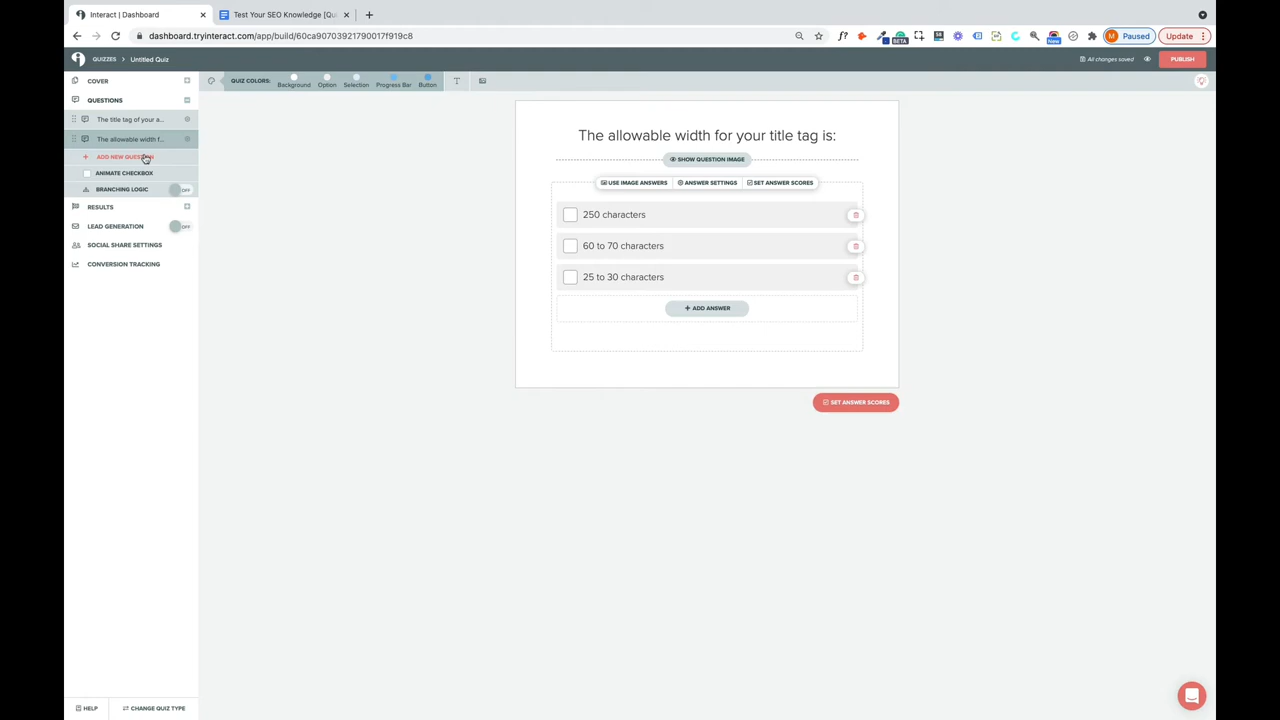 Interact | Dashboard
Test Your SEO Knowledge [Qui
dashboard.tryinteract.com/app/build/60ca90703921790017f919c8
BETA
New
M Paused
Update
QUIZZES > Untitled Quiz
All changes saved
PUBLISH
COVER
QUESTIONS
The title tag of your a...
The allowable width f...
+ ADD NEW QUESTION
ANIMATE CHECKBOX
BRANCHING LOGIC OFF
RESULTS
LEAD GENERATION OFF
SOCIAL SHARE SETTINGS
CONVERSION TRACKING
QUIZ COLORS: Background Option Selection Progress Bar Button
T
The allowable width for your title tag is:
SHOW QUESTION IMAGE
USE IMAGE ANSWERS ANSWER SETTINGS SET ANSWER SCORES
250 characters
60 to 70 characters
25 to 30 characters
+ ADD ANSWER
SET ANSWER SCORES
HELP CHANGE QUIZ TYPE